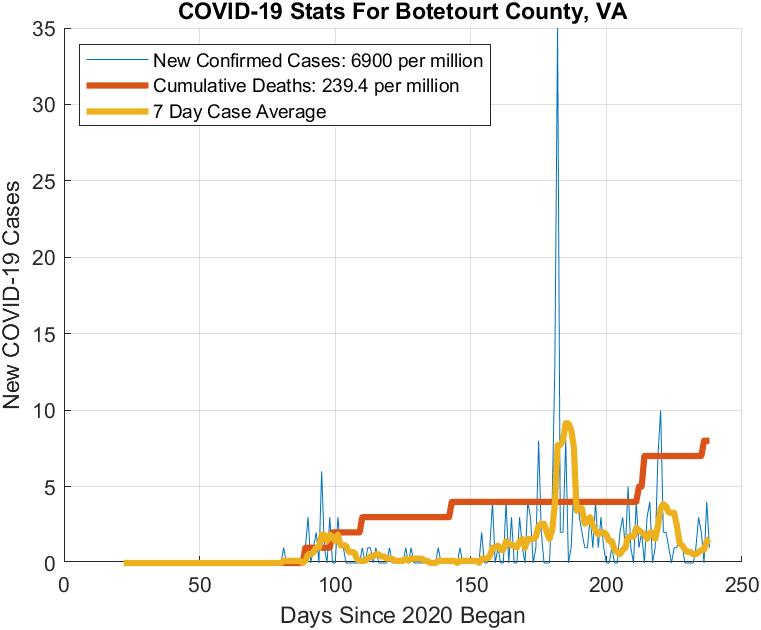 COVID-19 Stats For Botetourt County, VA
35
30
25
20
15
10
5
0
New Confirmed Cases: 6900 per million
Cumulative Deaths: 239.4 per million
7 Day Case Average
New COVID-19 Cases
0
50
100
150
200
250
Days Since 2020 Began